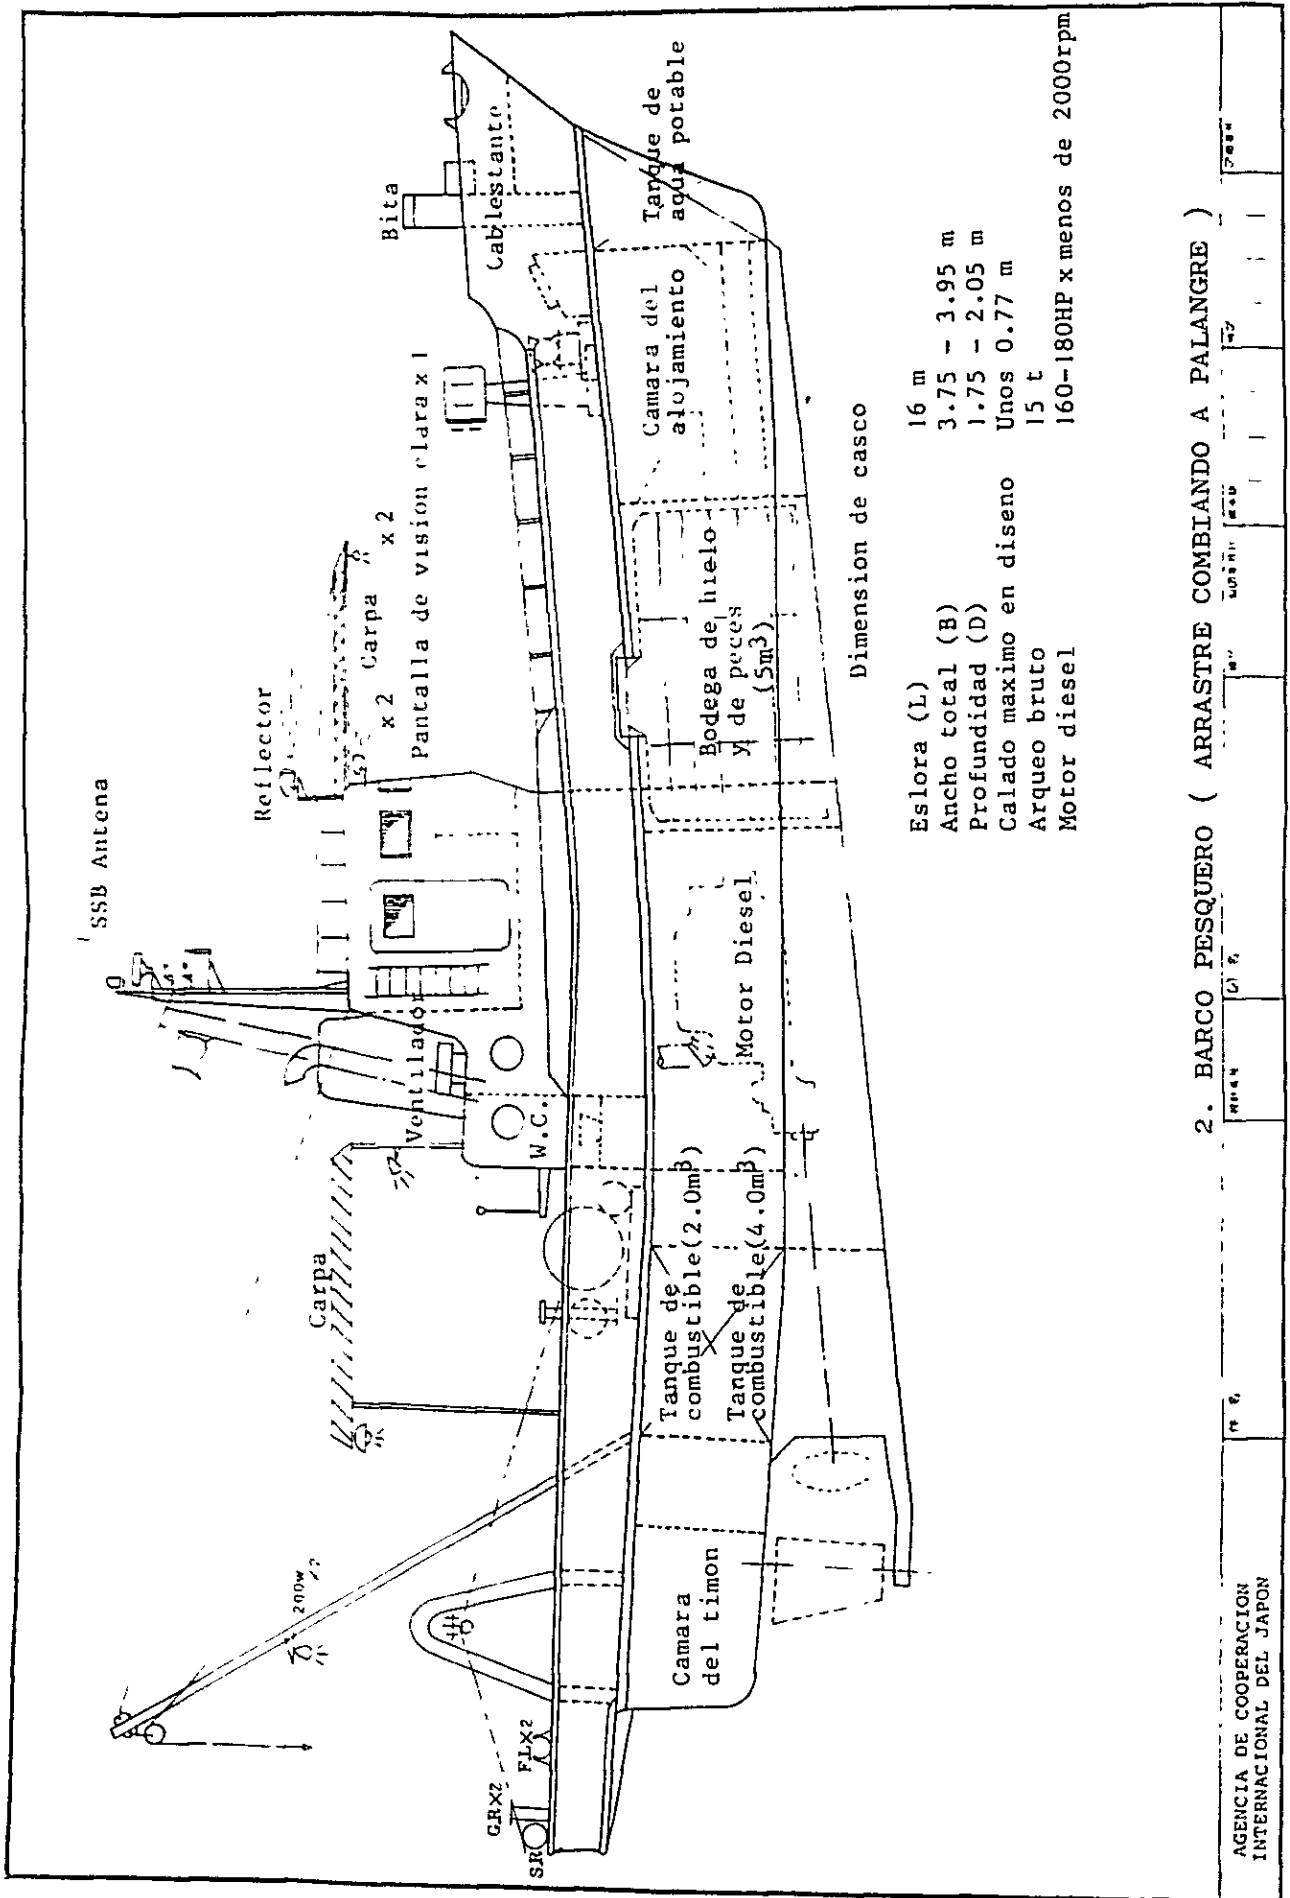 SSB Antena
Reflector
x 2 Carpa x 2
Pantalla de vision clara x 1
Bita
Cablestante
Tanque de
aqua potable
Camara del
alojamiento
Bodega de hielo
y de peces
(5m³)
Motor Diesel
Ventilador
W.C.
Carpa
Tanque de
combustible(2.0m³)
Tanque de
combustible(4.0m³)
Camara
del timon
200w
GRX2
FLX2
SR
Dimension de casco
Eslora (L) 16 m
Ancho total (B) 3.75 - 3.95 m
Profundidad (D) 1.75 - 2.05 m
Calado maximo en diseno Unos 0.77 m
Arqueo bruto 15 t
Motor diesel 160-180HP x menos de 2000rpm
2. BARCO PESQUERO ( ARRASTRE COMBIANDO A PALANGRE )
AGENCIA DE COOPERACION
INTERNACIONAL DEL JAPON